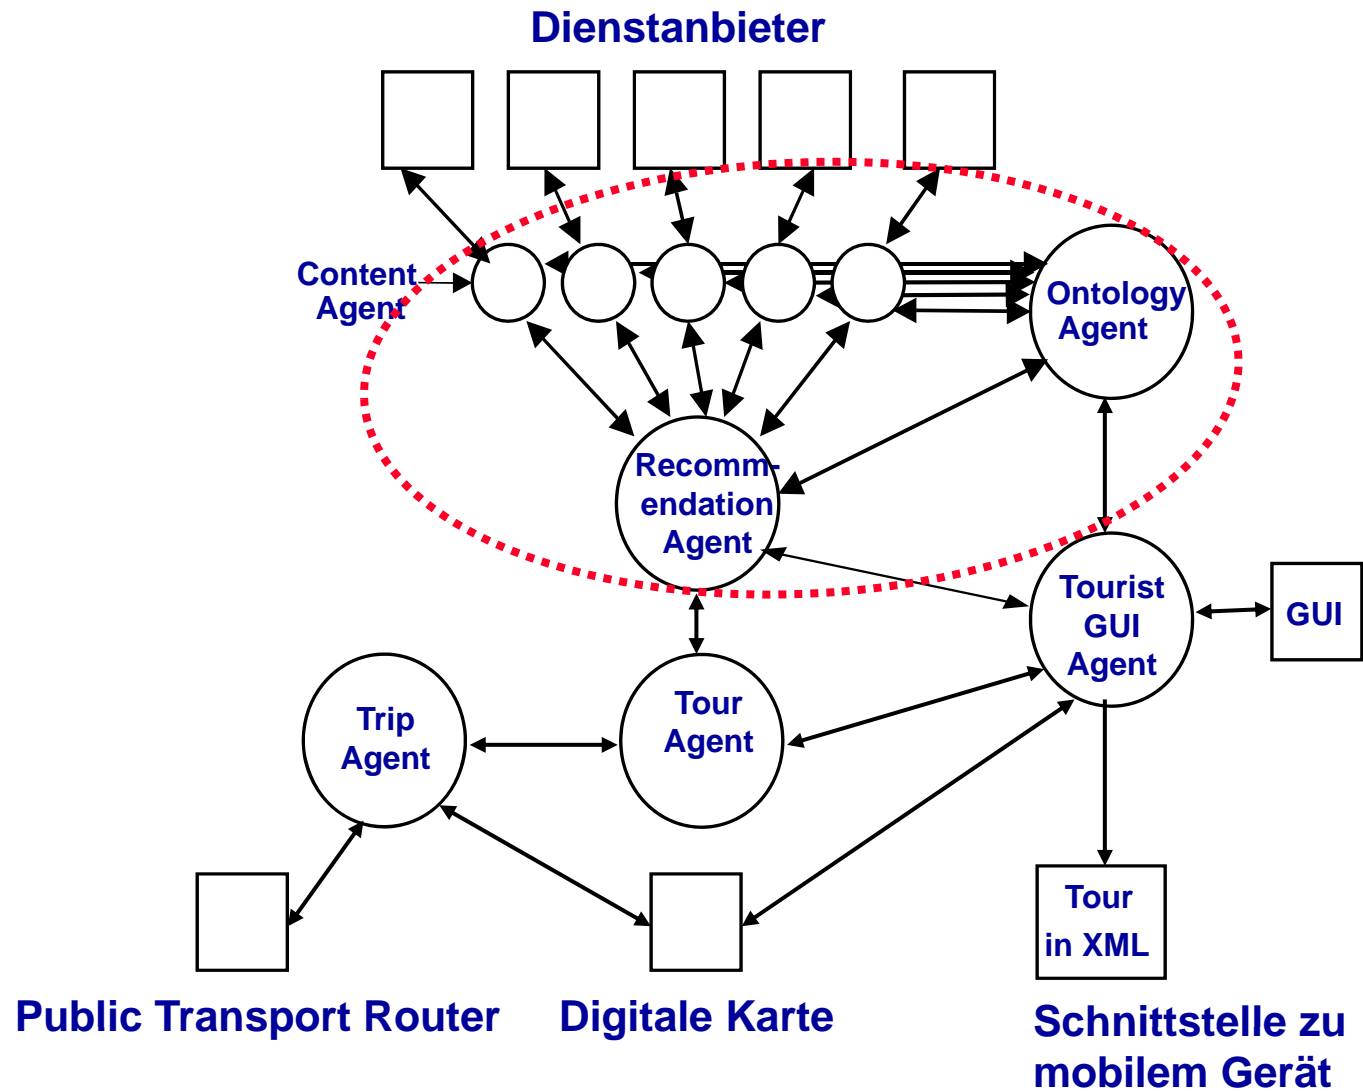 Dienstanbieter
Content
Agent
Ontology
Agent
Recomm-
endation
Agent
Tourist
GUI
Agent
GUI
Trip
Agent
Tour
Agent
Tour
in XML
Public Transport Router
Digitale Karte
Schnittstelle zu
mobilem Gerät